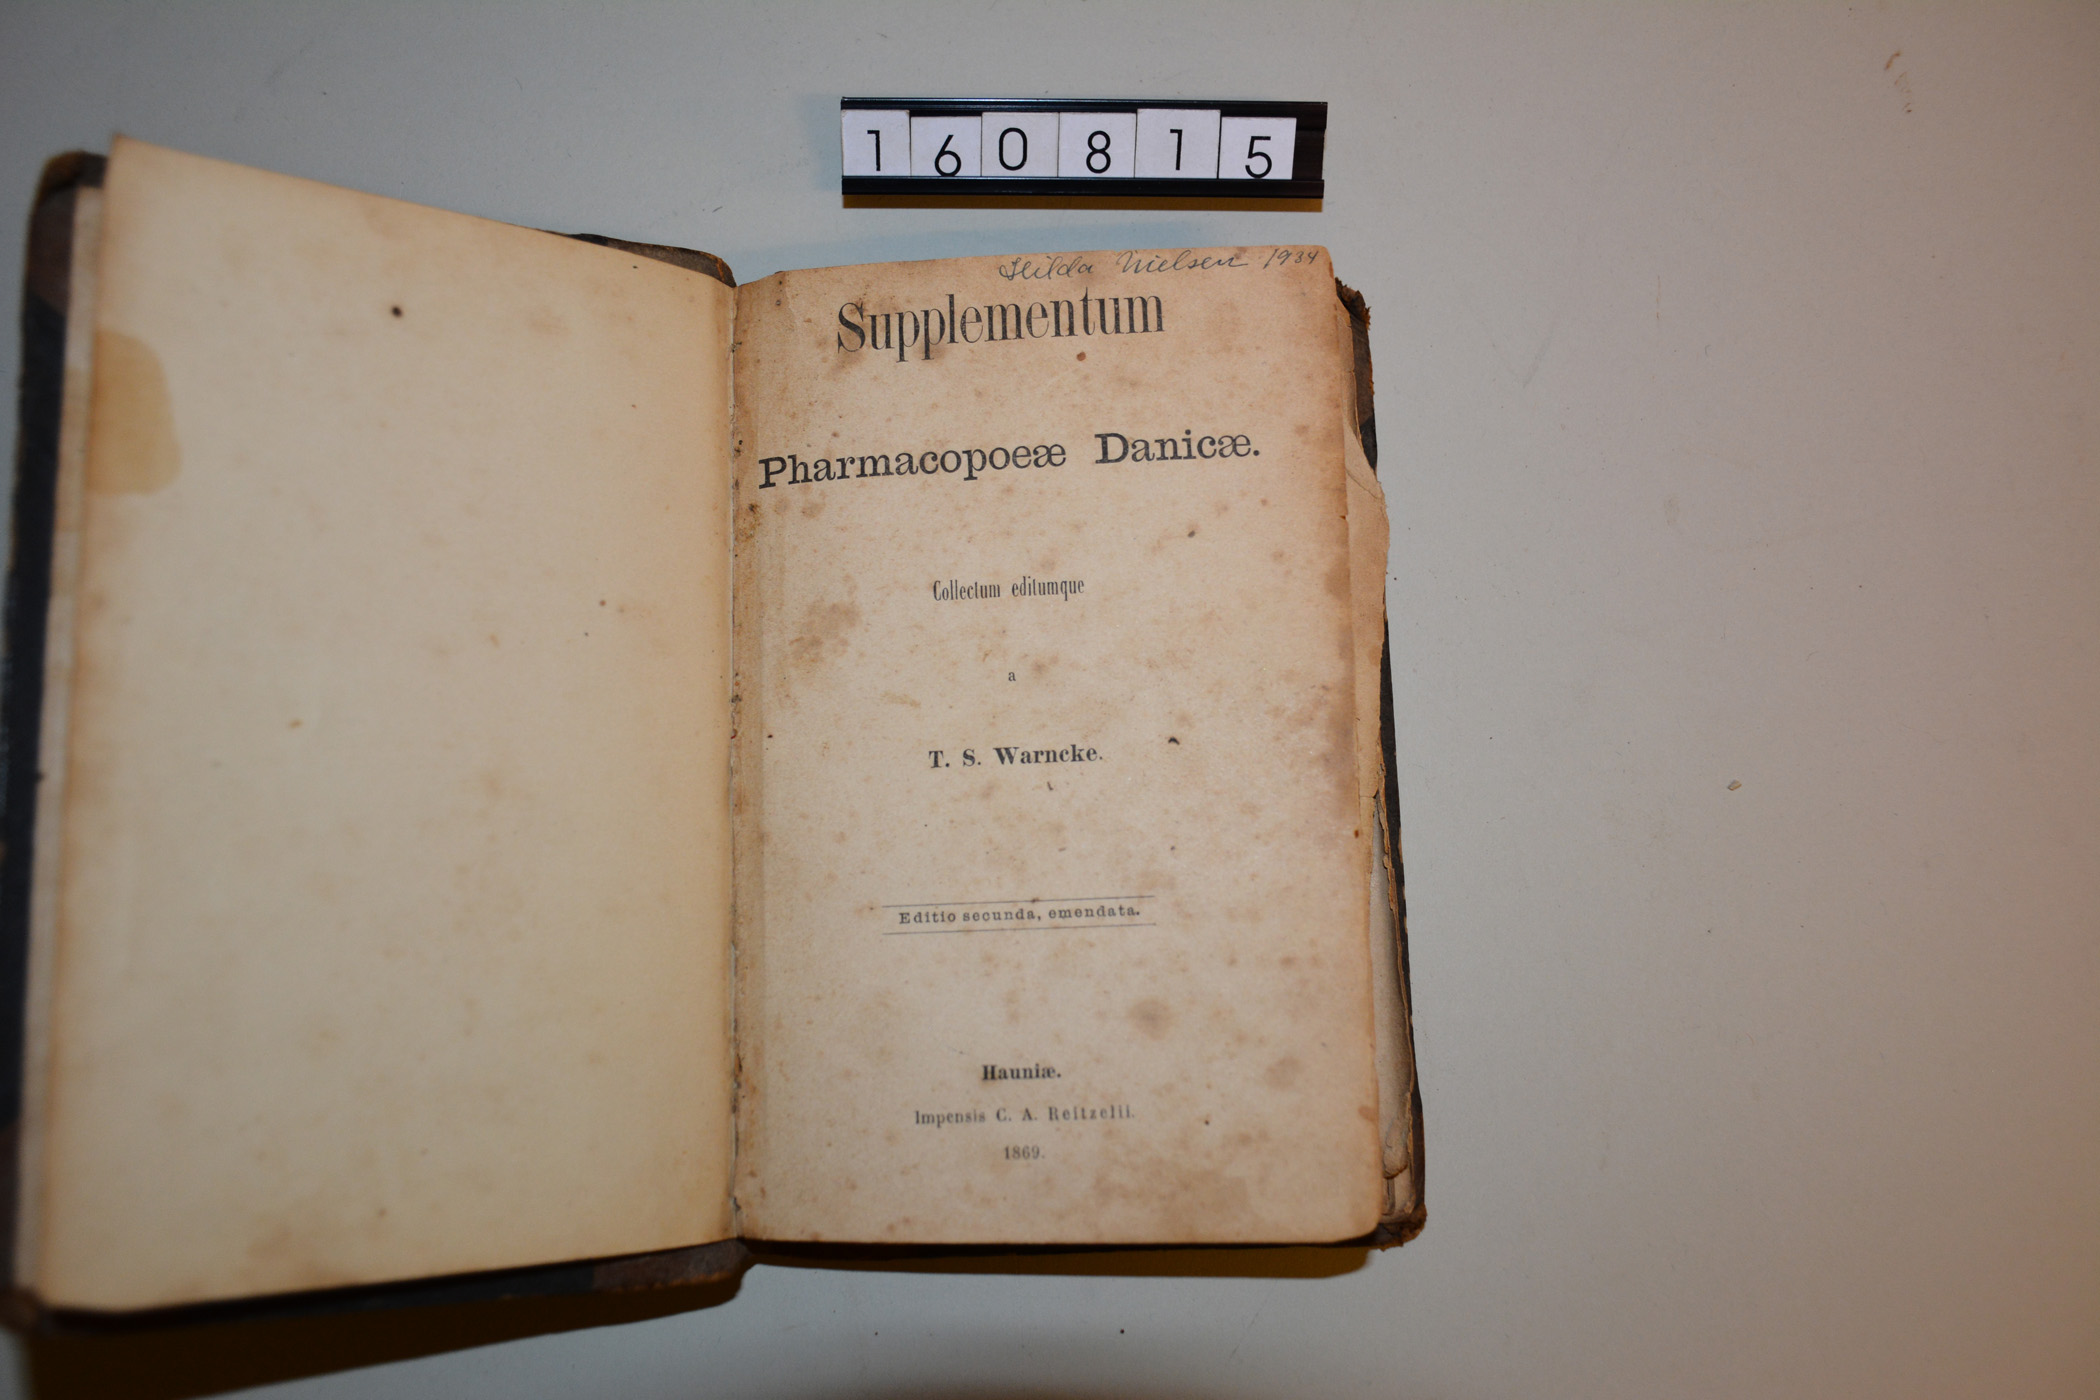 160815
Hilda Nielsen 1934
Supplementum
Pharmacopoeæ Danicæ.
Collectum editumque
a
T. S. Warncke.
Editio secunda, emendata.
Hauniæ.
Impensis C. A. Reitzelii.
1869.